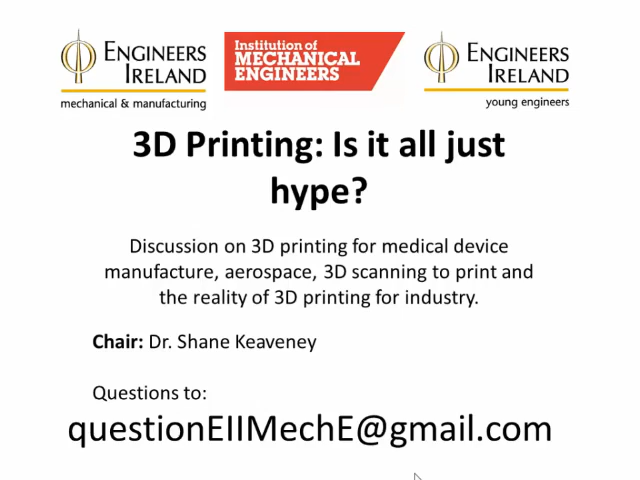 ENGINEERS
IRELAND
mechanical & manufacturing
Institution of
MECHANICAL
ENGINEERS
ENGINEERS
IRELAND
young engineers
3D Printing: Is it all just
hype?
Discussion on 3D printing for medical device
manufacture, aerospace, 3D scanning to print and
the reality of 3D printing for industry.
Chair: Dr. Shane Keaveney
Questions to:
questionEIIMechE@gmail.com